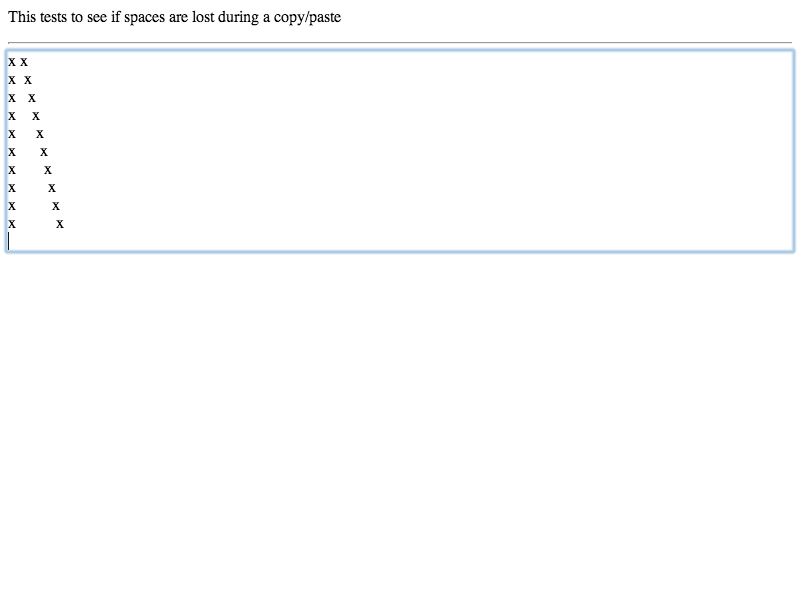 This tests to see if spaces are lost during a copy/paste
x x
x  x
x   x
x    x
x     x
x      x
x       x
x        x
x         x
x          x